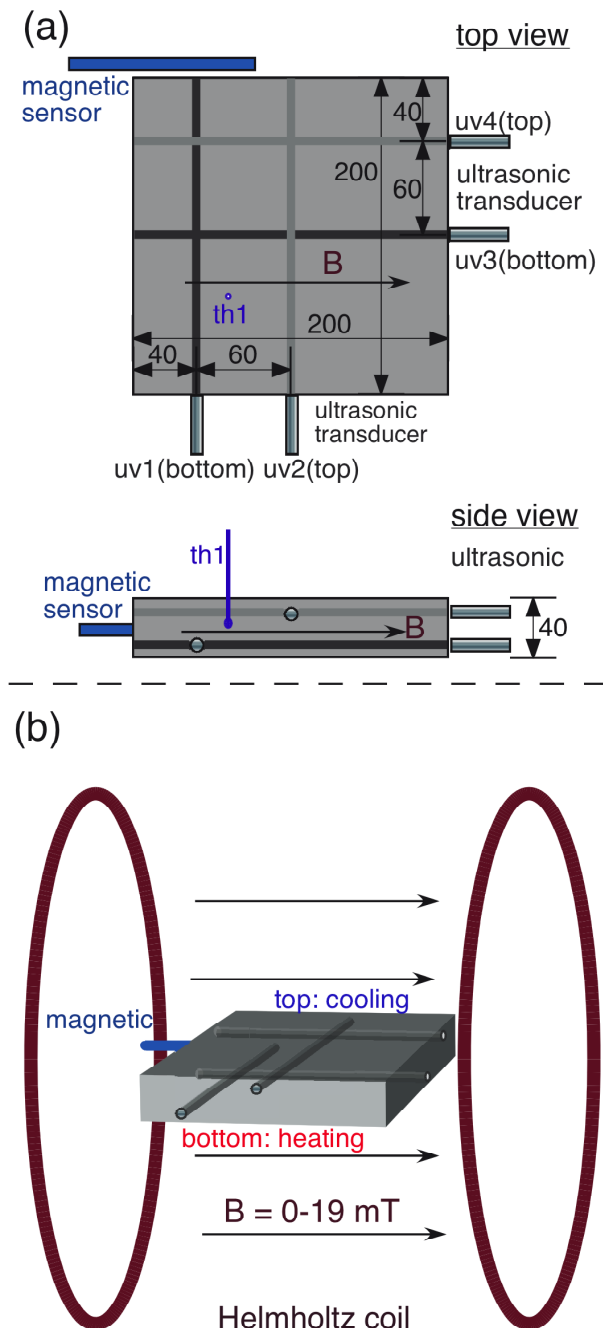 (a)
top view
magnetic
sensor
40
uv4(top)
200
60
ultrasonic
transducer
B
uv3(bottom)
th1
200
40
60
ultrasonic
transducer
uv1(bottom)
uv2(top)
side view
th1
ultrasonic
magnetic
sensor
B
40
(b)
top: cooling
magnetic
bottom: heating
B = 0-19 mT
Helmholtz coil